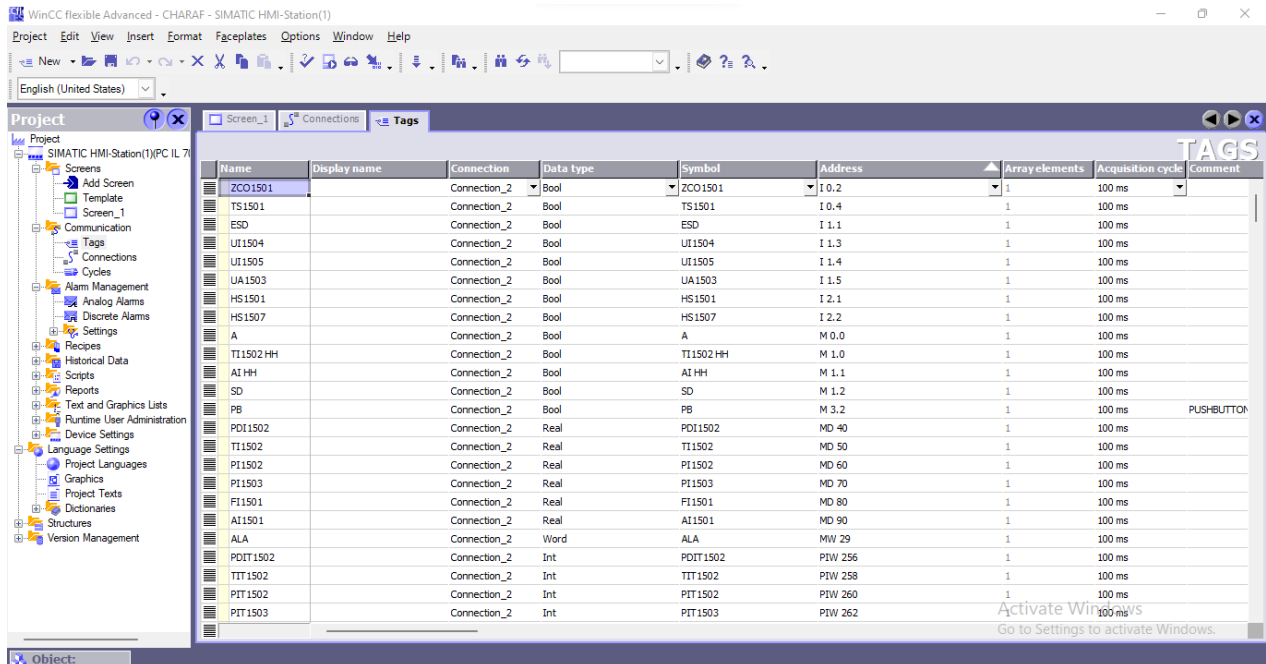 WinCC flexible Advanced - CHARAF - SIMATIC HMI-Station(1)
Project Edit View Insert Format Faceplates Options Window Help
New
English (United States)
Project
Screen_1 Connections Tags
Project
SIMATIC HMI-Station(1)(PC IL 7(
Screens
Add Screen
Template
Screen_1
Communication
Tags
Connections
Cycles
Alarm Management
Analog Alarms
Discrete Alarms
Settings
Recipes
Historical Data
Scripts
Reports
Text and Graphics Lists
Runtime User Administration
Device Settings
Language Settings
Project Languages
Graphics
Project Texts
Dictionaries
Structures
Version Management
TAGS
Name Display name Connection Data type Symbol Address Array elements Acquisition cycle Comment
ZCO1501 Connection_2 Bool ZCO1501 I 0.2 1 100 ms
TS1501 Connection_2 Bool TS1501 I 0.4 1 100 ms
ESD Connection_2 Bool ESD I 1.1 1 100 ms
UI1504 Connection_2 Bool UI1504 I 1.3 1 100 ms
UI1505 Connection_2 Bool UI1505 I 1.4 1 100 ms
UA1503 Connection_2 Bool UA1503 I 1.5 1 100 ms
HS1501 Connection_2 Bool HS1501 I 2.1 1 100 ms
HS1507 Connection_2 Bool HS1507 I 2.2 1 100 ms
A Connection_2 Bool A M 0.0 1 100 ms
TI1502 HH Connection_2 Bool TI1502 HH M 1.0 1 100 ms
AI HH Connection_2 Bool AI HH M 1.1 1 100 ms
SD Connection_2 Bool SD M 1.2 1 100 ms
PB Connection_2 Bool PB M 3.2 1 100 ms PUSHBUTTON
PDI1502 Connection_2 Real PDI1502 MD 40 1 100 ms
TI1502 Connection_2 Real TI1502 MD 50 1 100 ms
PI1502 Connection_2 Real PI1502 MD 60 1 100 ms
PI1503 Connection_2 Real PI1503 MD 70 1 100 ms
FI1501 Connection_2 Real FI1501 MD 80 1 100 ms
AI1501 Connection_2 Real AI1501 MD 90 1 100 ms
ALA Connection_2 Word ALA MW 29 1 100 ms
PDIT1502 Connection_2 Int PDIT1502 PIW 256 1 100 ms
TIT1502 Connection_2 Int TIT1502 PIW 258 1 100 ms
PIT1502 Connection_2 Int PIT1502 PIW 260 1 100 ms
PIT1503 Connection_2 Int PIT1503 PIW 262 1 100 ms
Activate Windows
Go to Settings to activate Windows.
Object: